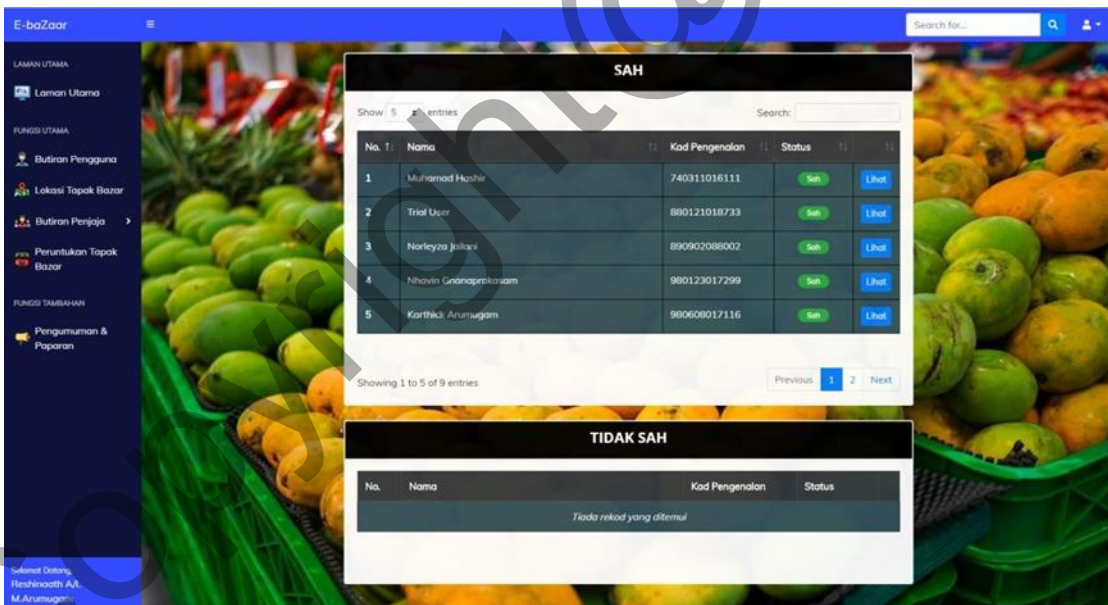 E-baZaar
Search for...
LAMAN UTAMA
Laman Utama
FUNGSI UTAMA
Butiran Pengguna
Lokasi Tapak Bazar
Butiran Penjaja
Peruntukan Tapak
Bazar
FUNGSI TAMBAHAN
Pengumuman &
Paparan
Selamat Datang,
Reshinaath A/L
M.Arumugam
SAH
Show 5 entries Search:
No. Nama Kad Pengenalan Status
1 Muhamad Hashir 740311016111 Sah Lihat
2 Trial User 880121018733 Sah Lihat
3 Norleyza Jailani 890902088002 Sah Lihat
4 Nhavin Gnanaprakasam 980123017299 Sah Lihat
5 Karthick Arumugam 980608017116 Sah Lihat
Showing 1 to 5 of 9 entries Previous 1 2 Next
TIDAK SAH
No. Nama Kad Pengenalan Status
Tiada rekod yang ditemui
copyright@